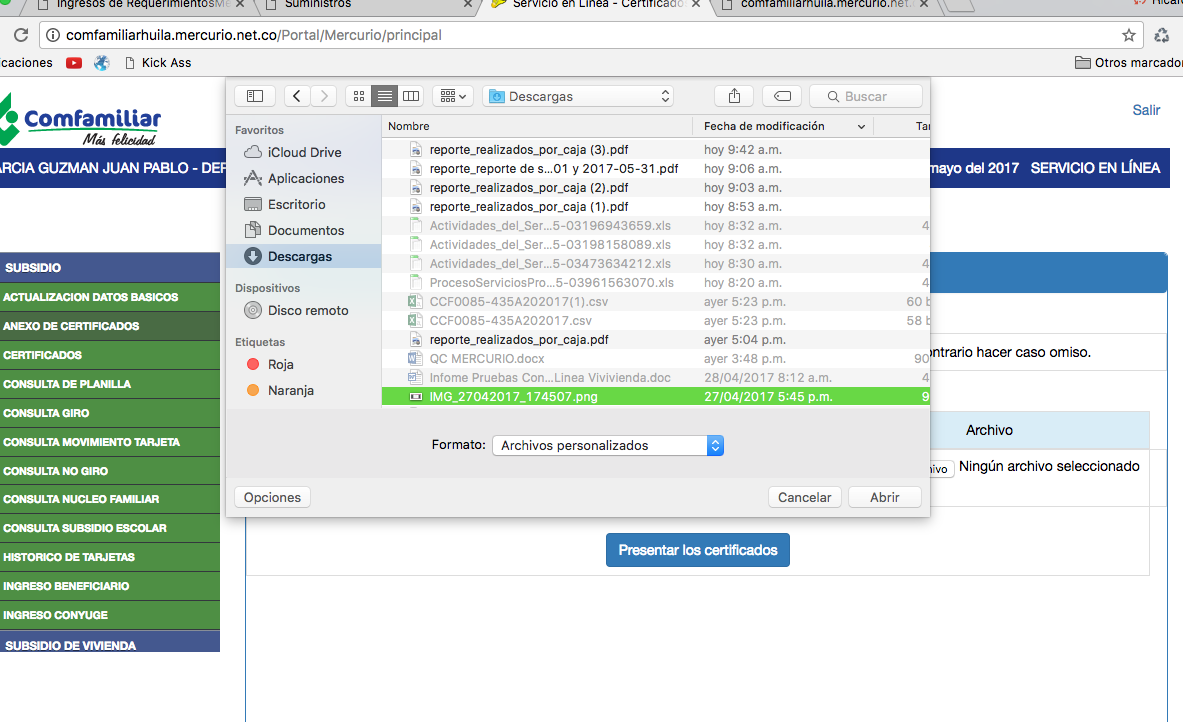 Ingresos de RequerimientosMe
Suministros
Servicio en Línea - Certificado
comfamiliarhuila.mercurio.net.
Ricard
comfamiliarhuila.mercurio.net.co/Portal/Mercurio/principal
caciones
Kick Ass
Otros marcador
Comfamiliar
Más felicidad
Salir
ARCIA GUZMAN JUAN PABLO - DEP
mayo del 2017 SERVICIO EN LÍNEA
Descargas
Buscar
Favoritos
iCloud Drive
Aplicaciones
Escritorio
Documentos
Descargas
Dispositivos
Disco remoto
Etiquetas
Roja
Naranja
Nombre Fecha de modificación Ta
reporte_realizados_por_caja (3).pdf hoy 9:42 a.m.
reporte_reporte de s...01 y 2017-05-31.pdf hoy 9:06 a.m.
reporte_realizados_por_caja (2).pdf hoy 9:03 a.m.
reporte_realizados_por_caja (1).pdf hoy 8:53 a.m.
Actividades_del_Ser...5-03196943659.xls hoy 8:32 a.m. 4
Actividades_del_Ser...5-03198158089.xls hoy 8:32 a.m. 4
Actividades_del_Ser...5-03473634212.xls hoy 8:30 a.m. 4
ProcesoServiciosPro...5-03961563070.xls hoy 8:20 a.m. 4
CCF0085-435A202017(1).csv ayer 5:23 p.m. 60 b
CCF0085-435A202017.csv ayer 5:23 p.m. 58 b
reporte_realizados_por_caja.pdf ayer 5:04 p.m.
QC MERCURIO.docx ayer 3:48 p.m. 90
Infome Pruebas Con...Linea Vivivienda.doc 28/04/2017 8:12 a.m. 4
IMG_27042017_174507.png 27/04/2017 5:45 p.m. 9
Formato: Archivos personalizados
Opciones
Cancelar
Abrir
SUBSIDIO
ACTUALIZACION DATOS BASICOS
ANEXO DE CERTIFICADOS
CERTIFICADOS
CONSULTA DE PLANILLA
CONSULTA GIRO
CONSULTA MOVIMIENTO TARJETA
CONSULTA NO GIRO
CONSULTA NUCLEO FAMILIAR
CONSULTA SUBSIDIO ESCOLAR
HISTORICO DE TARJETAS
INGRESO BENEFICIARIO
INGRESO CONYUGE
SUBSIDIO DE VIVIENDA
ontrario hacer caso omiso.
Archivo
hivo Ningún archivo seleccionado
Presentar los certificados